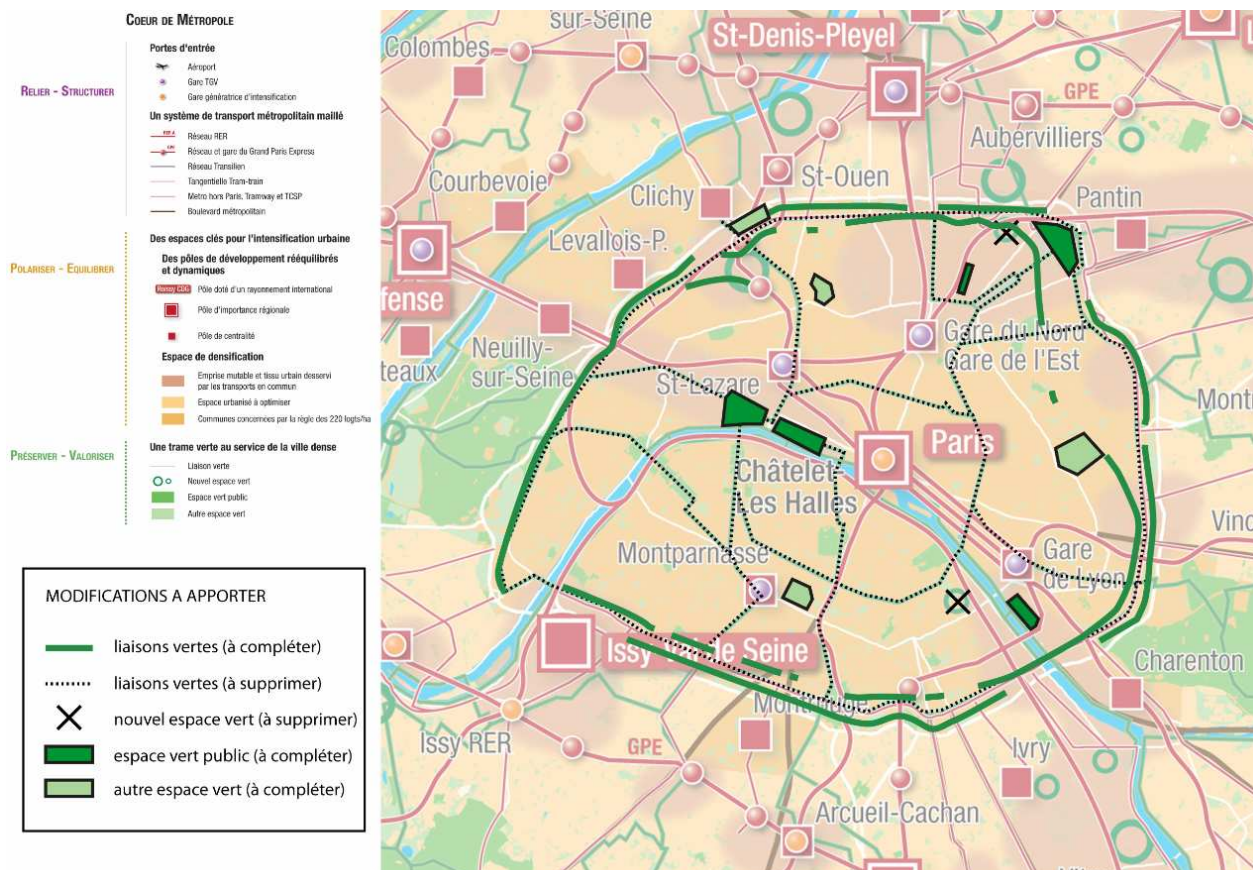 COEUR DE MÉTROPOLE
RELIER - STRUCTURER
Portes d'entrée
Aéroport
Gare TGV
Gare génératrice d'intensification
Un système de transport métropolitain maillé
Réseau RER
Réseau et gare du Grand Paris Express
Réseau Transilien
Tangentielle Tram-train
Metro hors Paris, Tramway et TCSP
Boulevard métropolitain
POLARISER - EQUILIBRER
Des espaces clés pour l'intensification urbaine
Des pôles de développement rééquilibrés
et dynamiques
Roissy CDG
Pôle doté d'un rayonnement international
Pôle d'importance régionale
Pôle de centralité
Espace de densification
Emprise mutable et tissu urbain desservi
par les transports en commun
Espace urbanisé à optimiser
Communes concernées par la règle des 220 logts/ha
PRÉSERVER - VALORISER
Une trame verte au service de la ville dense
Liaison verte
Nouvel espace vert
Espace vert public
Autre espace vert
MODIFICATIONS A APPORTER
liaisons vertes (à compléter)
liaisons vertes (à supprimer)
nouvel espace vert (à supprimer)
espace vert public (à compléter)
autre espace vert (à compléter)
sur-Seine
Colombes
St-Denis-Pleyel
GPE
Aubervilliers
Courbevoie
Clichy
St-Ouen
Pantin
Levallois-P.
fense
Neuilly-
sur-Seine
teaux
Gare du Nord
Gare de l'Est
St-Lazare
Montr
Paris
Châtelet-
Les Halles
Vinc
Montparnasse
Gare
de Lyon
Issy-Val de Seine
Charenton
Montrouge
Issy RER
GPE
Ivry
Arcueil-Cachan